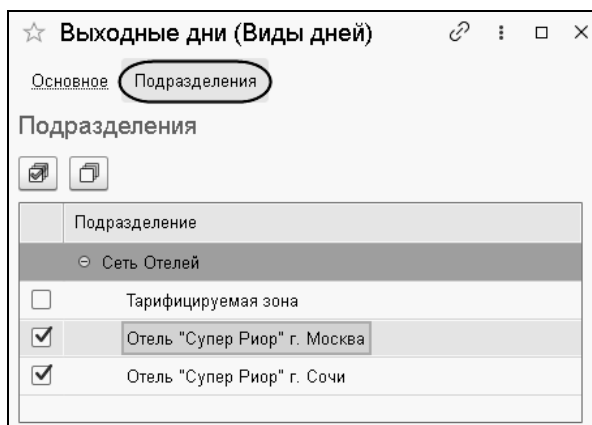 Выходные дни (Виды дней)
Основное Подразделения
Подразделения
Подразделение
Сеть Отелей
Тарифицируемая зона
Отель "Супер Риор" г. Москва
Отель "Супер Риор" г. Сочи